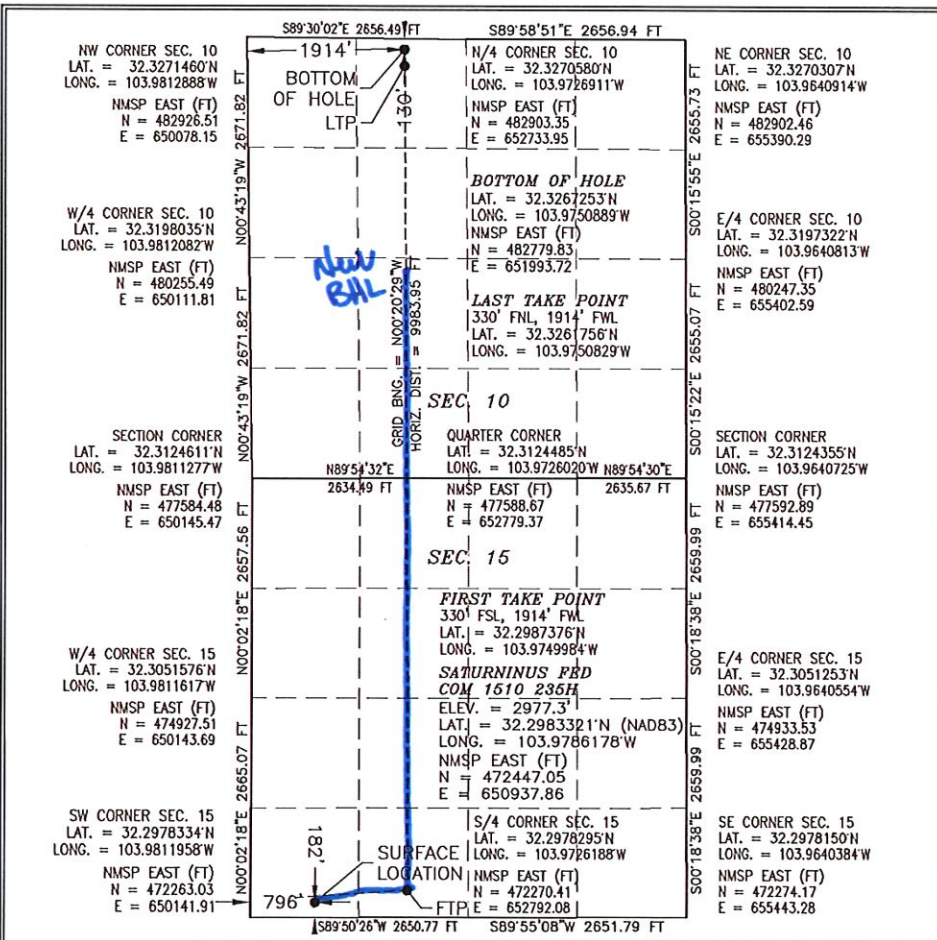 S89°30'02"E 2656.49 FT
S89°58'51"E 2656.94 FT
NW CORNER SEC. 10
LAT. = 32.3271460'N
LONG. = 103.9812888'W
NMSP EAST (FT)
N = 482926.51
E = 650078.15
1914'
BOTTOM
OF HOLE
LTP
N/4 CORNER SEC. 10
LAT. = 32.3270580'N
LONG. = 103.9726911'W
NMSP EAST (FT)
N = 482903.35
E = 652733.95
NE CORNER SEC. 10
LAT. = 32.3270307'N
LONG. = 103.9640914'W
NMSP EAST (FT)
N = 482902.46
E = 655390.29
N00°43'19"W 2671.82 FT
S00°15'55"E 2655.73 FT
BOTTOM OF HOLE
LAT. = 32.3267253'N
LONG. = 103.9750889'W
NMSP EAST (FT)
N = 482779.83
E = 651993.72
W/4 CORNER SEC. 10
LAT. = 32.3198035'N
LONG. = 103.9812082'W
NMSP EAST (FT)
N = 480255.49
E = 650111.81
E/4 CORNER SEC. 10
LAT. = 32.3197322'N
LONG. = 103.9640813'W
NMSP EAST (FT)
N = 480247.35
E = 655402.59
New
BHL
GRID BNG. = N00°20'29"W
HORIZ. DIST. = 9983.95 FT
LAST TAKE POINT
330' FNL, 1914' FWL
LAT. = 32.3261756'N
LONG. = 103.9750829'W
N00°43'19"W 2671.82 FT
S00°15'22"E 2655.07 FT
SEC. 10
SECTION CORNER
LAT. = 32.3124611'N
LONG. = 103.9811277'W
NMSP EAST (FT)
N = 477584.48
E = 650145.47
QUARTER CORNER
LAT. = 32.3124485'N
LONG. = 103.9726020'W
N89°54'32"E
2634.49 FT
N89°54'30"E
2635.67 FT
NMSP EAST (FT)
N = 477588.67
E = 652779.37
SECTION CORNER
LAT. = 32.3124355'N
LONG. = 103.9640725'W
NMSP EAST (FT)
N = 477592.89
E = 655414.45
N00°02'18"E 2657.56 FT
S00°18'38"E 2659.99 FT
SEC. 15
FIRST TAKE POINT
330' FSL, 1914' FWL
LAT. = 32.2987376'N
LONG. = 103.9749984'W
SATURNINUS FED
COM 1510 235H
ELEV. = 2977.3'
LAT. = 32.2983321'N (NAD83)
LONG. = 103.9786178'W
NMSP EAST (FT)
N = 472447.05
E = 650937.86
W/4 CORNER SEC. 15
LAT. = 32.3051576'N
LONG. = 103.9811617'W
NMSP EAST (FT)
N = 474927.51
E = 650143.69
E/4 CORNER SEC. 15
LAT. = 32.3051253'N
LONG. = 103.9640554'W
NMSP EAST (FT)
N = 474933.53
E = 655428.87
N00°02'18"E 2665.07 FT
S00°18'38"E 2659.99 FT
SW CORNER SEC. 15
LAT. = 32.2978334'N
LONG. = 103.9811958'W
NMSP EAST (FT)
N = 472263.03
E = 650141.91
182'
796'
SURFACE
LOCATION
FTP
S/4 CORNER SEC. 15
LAT. = 32.2978295'N
LONG. = 103.9726188'W
NMSP EAST (FT)
N = 472270.41
E = 652792.08
SE CORNER SEC. 15
LAT. = 32.2978150'N
LONG. = 103.9640384'W
NMSP EAST (FT)
N = 472274.17
E = 655443.28
S89°50'26"W 2650.77 FT
S89°55'08"W 2651.79 FT